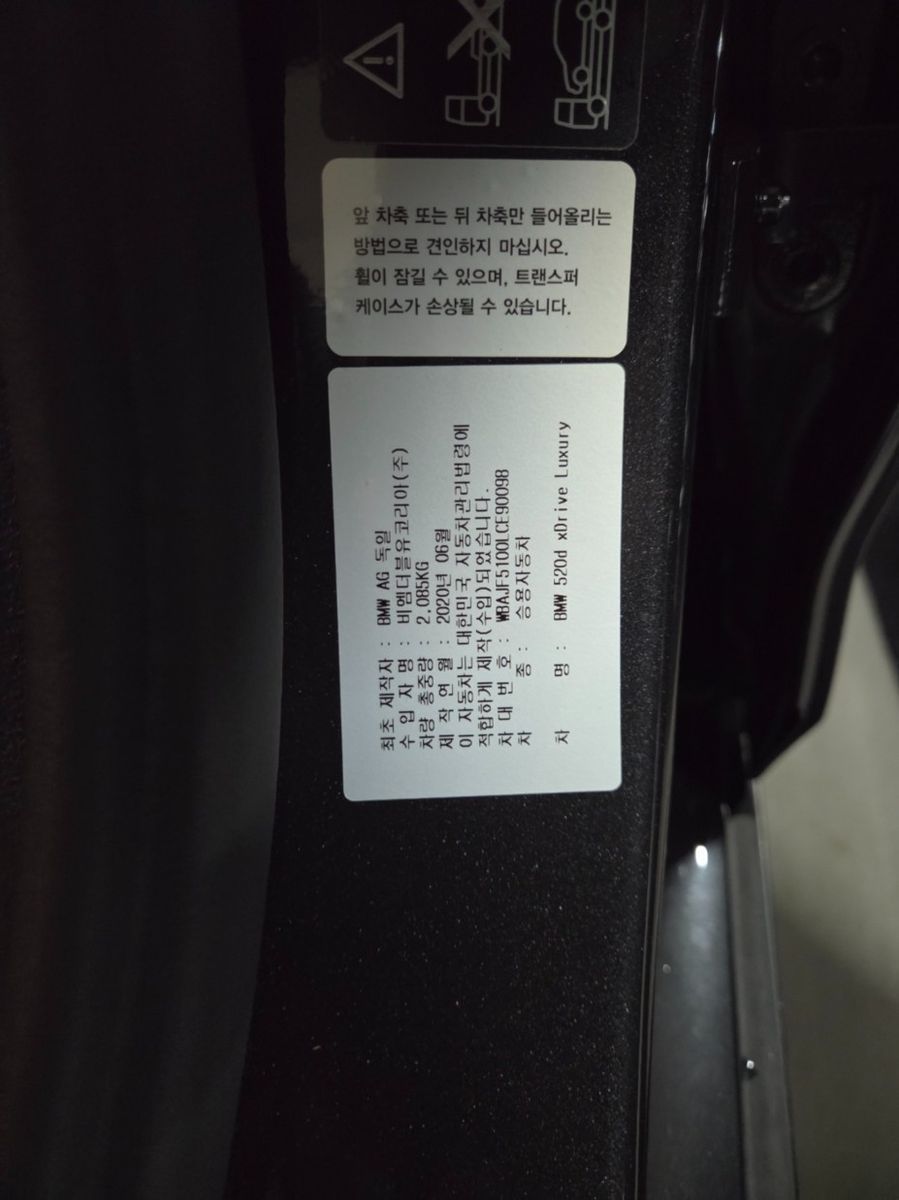 앞 차축 또는 뒤 차축만 들어올리는
방법으로 견인하지 마십시오.
휠이 잠길 수 있으며, 트랜스퍼
케이스가 손상될 수 있습니다.
최초 제작자 : BMW AG 독일
수 입 자 명 : 비엠더블유코리아(주)
차량 총중량 : 2,085KG
제 작 연 월 : 2020년 06월
이 자동차는 대한민국 자동차관리법령에
적합하게 제작(수입)되었습니다.
차 대 번 호 : WBAJF5100LCE90098
차 종 : 승용자동차
차 명 : BMW 520d xDrive Luxury